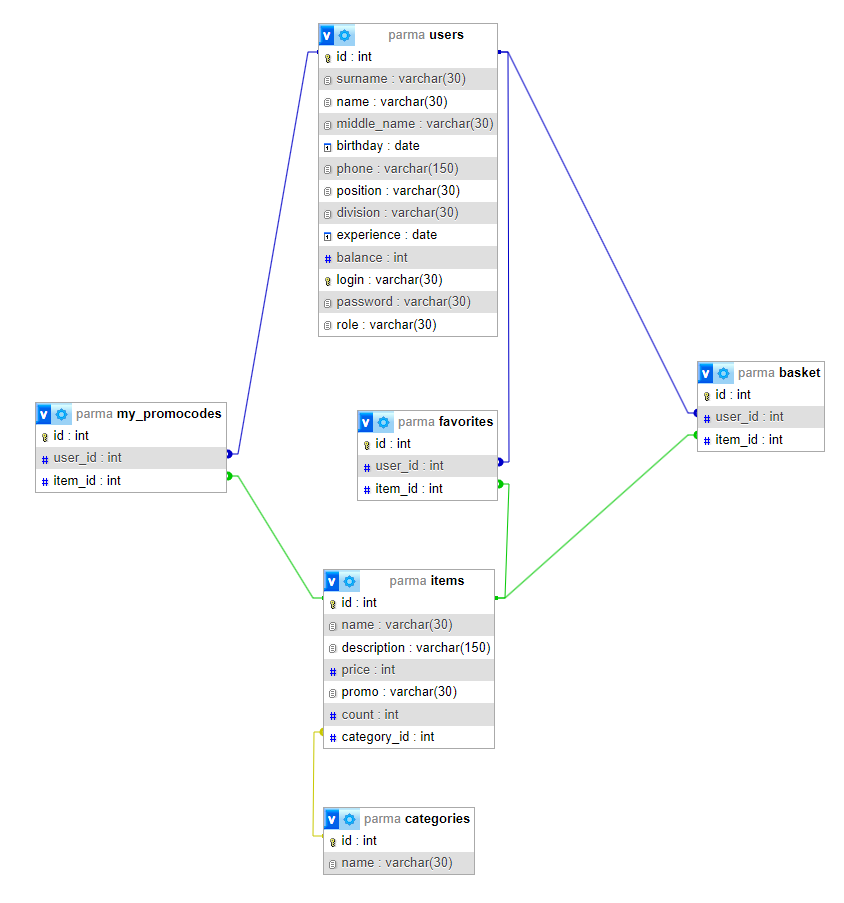 parma users
id : int
surname : varchar(30)
name : varchar(30)
middle_name : varchar(30)
birthday : date
phone : varchar(150)
position : varchar(30)
division : varchar(30)
experience : date
balance : int
login : varchar(30)
password : varchar(30)
role : varchar(30)
parma my_promocodes
id : int
user_id : int
item_id : int
parma favorites
id : int
user_id : int
item_id : int
parma basket
id : int
user_id : int
item_id : int
parma items
id : int
name : varchar(30)
description : varchar(150)
price : int
promo : varchar(30)
count : int
category_id : int
parma categories
id : int
name : varchar(30)